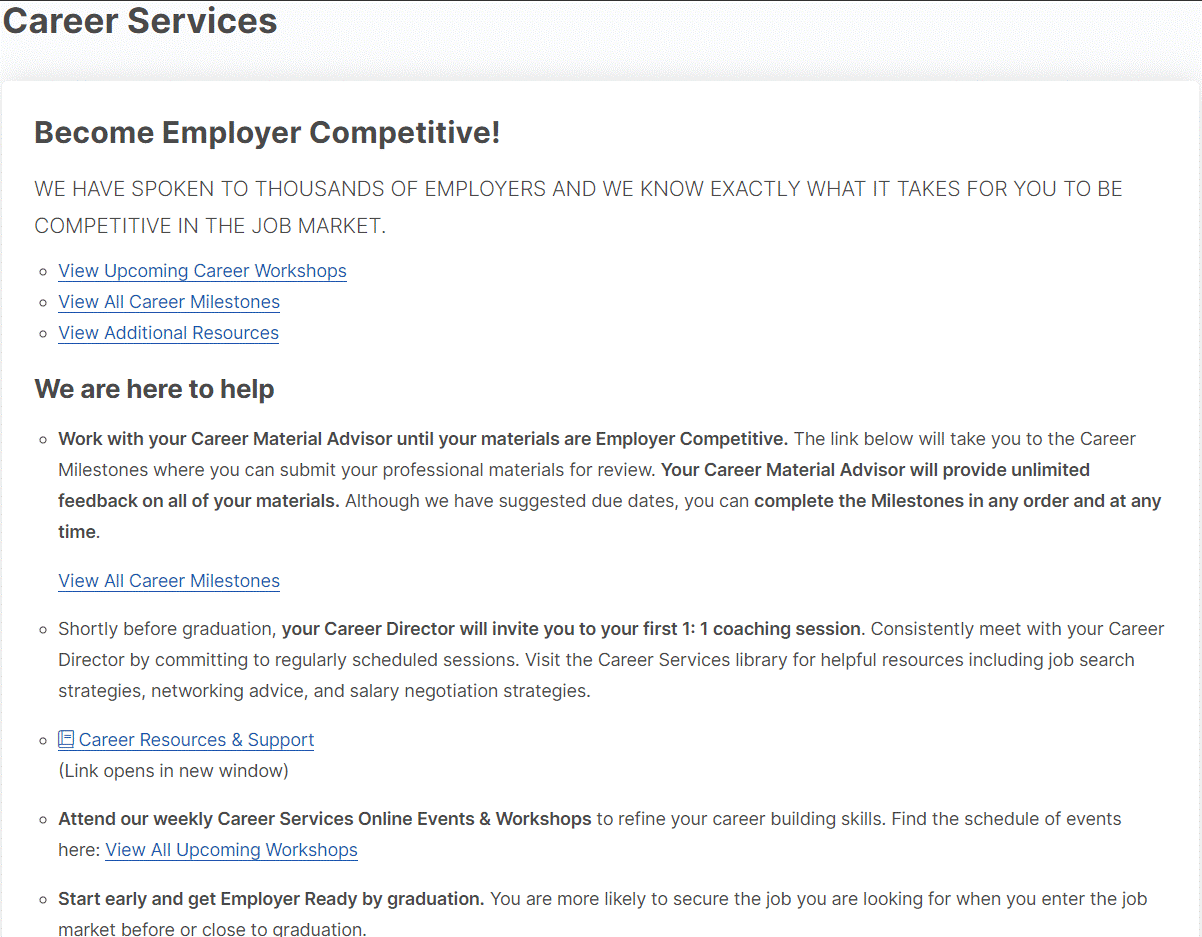 Career Services
Become Employer Competitive!
WE HAVE SPOKEN TO THOUSANDS OF EMPLOYERS AND WE KNOW EXACTLY WHAT IT TAKES FOR YOU TO BE
COMPETITIVE IN THE JOB MARKET.
View Upcoming Career Workshops
View All Career Milestones
View Additional Resources
We are here to help
Work with your Career Material Advisor until your materials are Employer Competitive. The link below will take you to the Career
Milestones where you can submit your professional materials for review. Your Career Material Advisor will provide unlimited
feedback on all of your materials. Although we have suggested due dates, you can complete the Milestones in any order and at any
time.
View All Career Milestones
Shortly before graduation, your Career Director will invite you to your first 1: 1 coaching session. Consistently meet with your Career
Director by committing to regularly scheduled sessions. Visit the Career Services library for helpful resources including job search
strategies, networking advice, and salary negotiation strategies.
Career Resources & Support
(Link opens in new window)
Attend our weekly Career Services Online Events & Workshops to refine your career building skills. Find the schedule of events
here: View All Upcoming Workshops
Start early and get Employer Ready by graduation. You are more likely to secure the job you are looking for when you enter the job
market before or close to graduation.